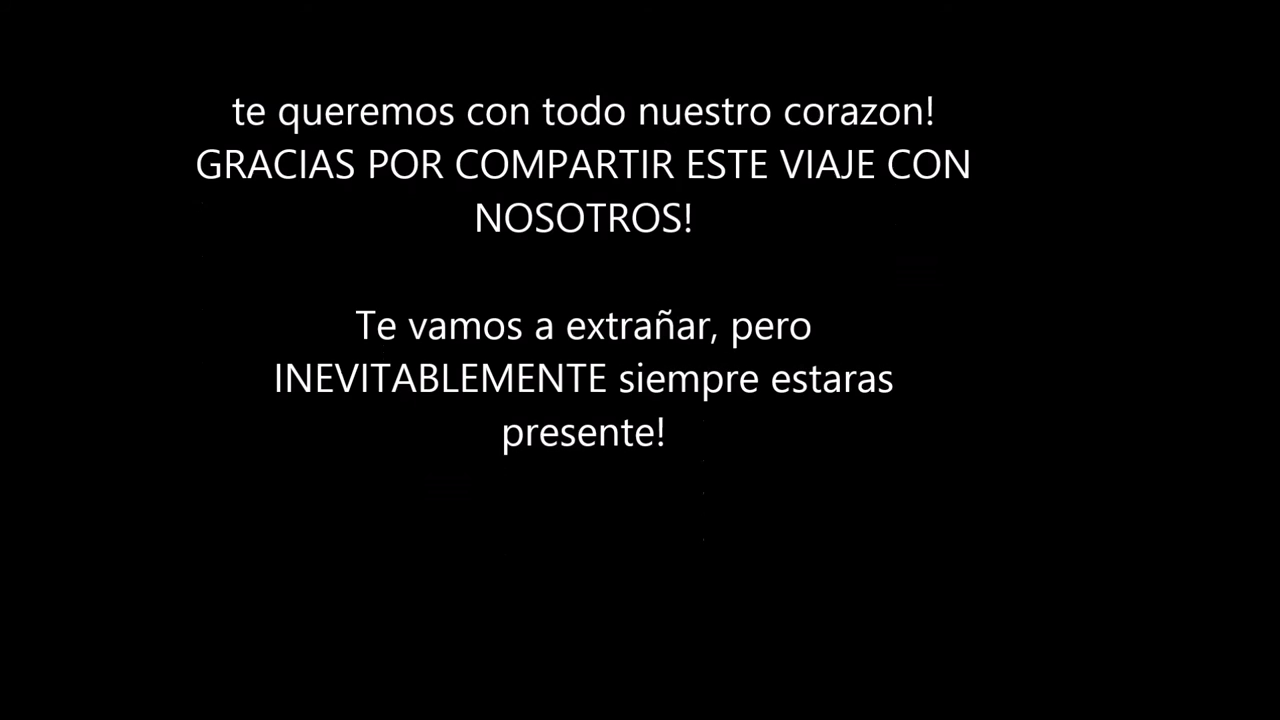 te queremos con todo nuestro corazon!
GRACIAS POR COMPARTIR ESTE VIAJE CON
NOSOTROS!
Te vamos a extrañar, pero
INEVITABLEMENTE siempre estaras
presente!